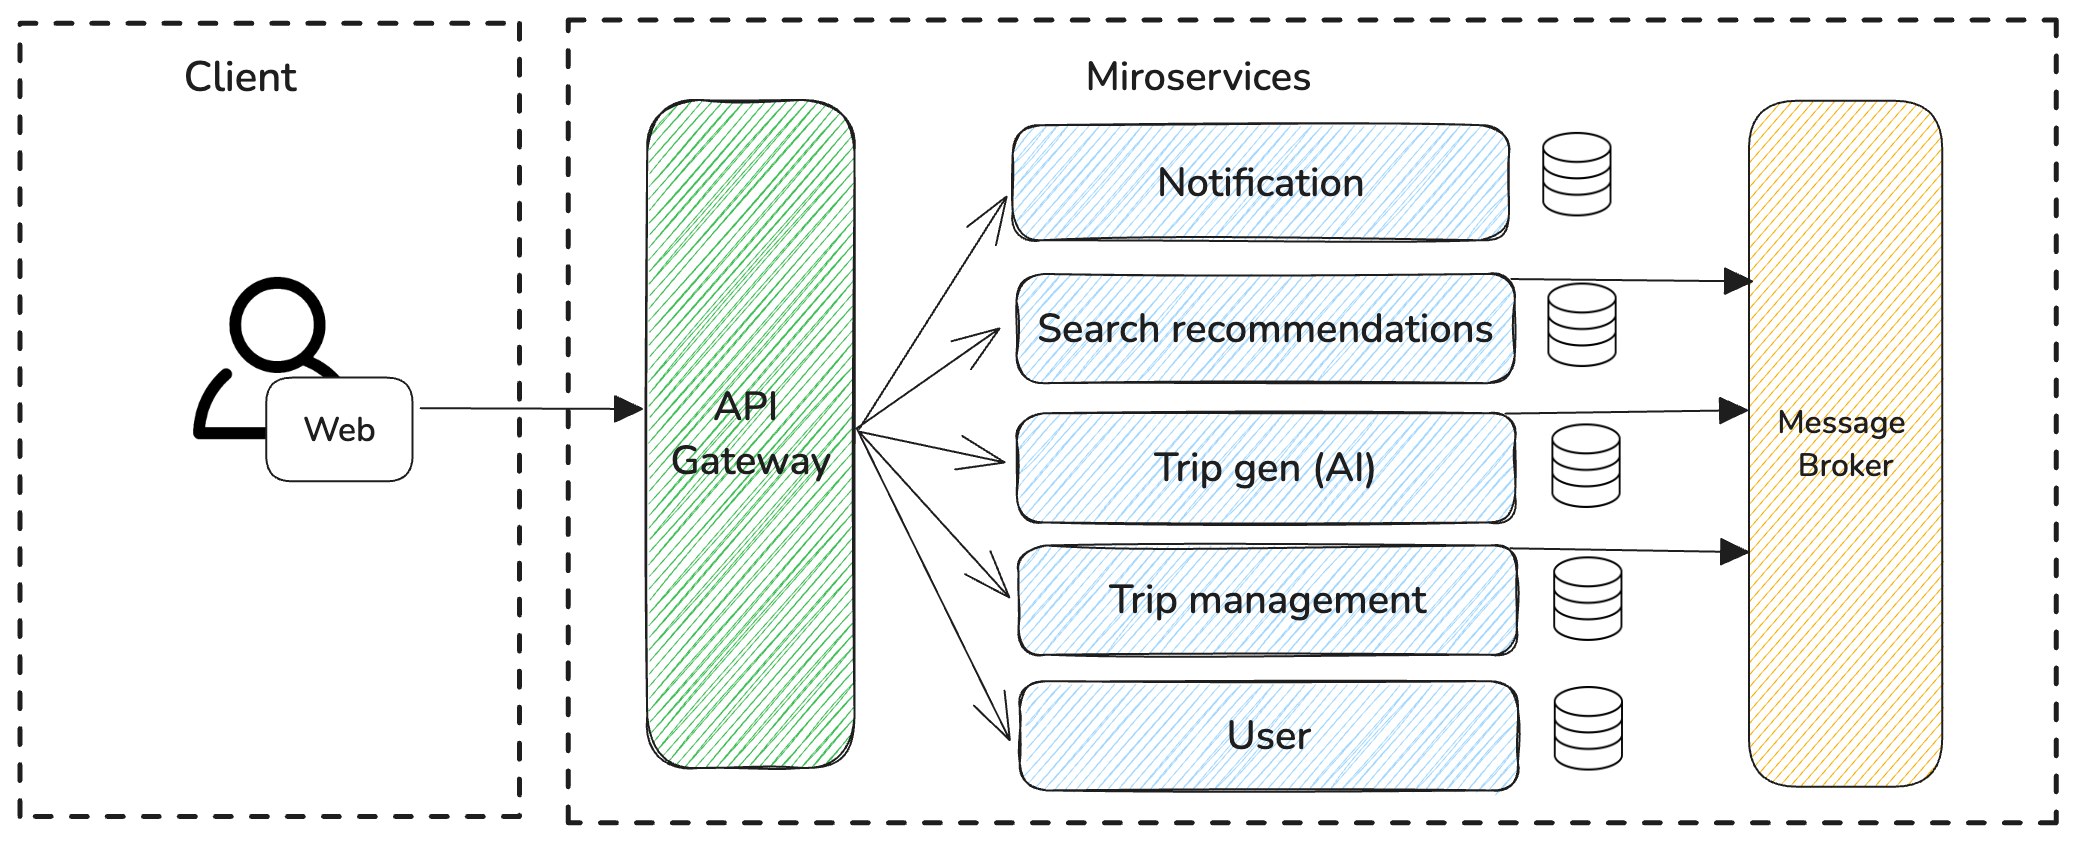 Client
Web
Miroservices
API
Gateway
Notification
Search recommendations
Trip gen (AI)
Trip management
User
Message
Broker